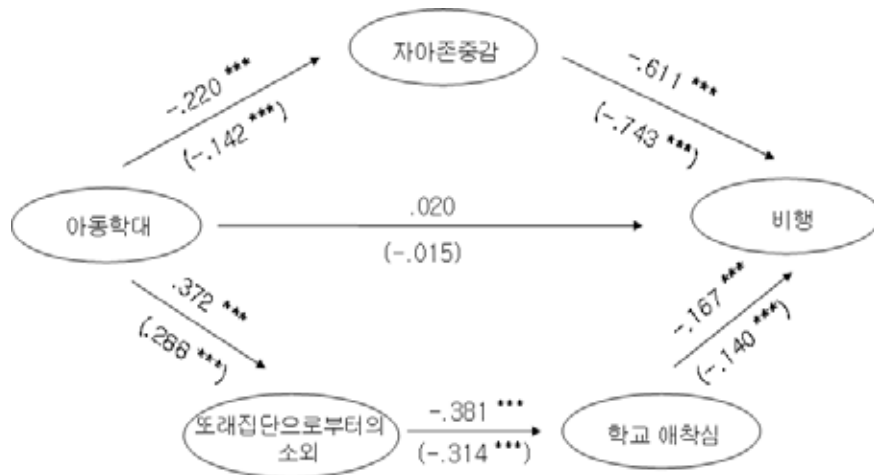 자아존중감
-.220 ***
(-.142 ***)
-.611 ***
(-.743 ***)
아동학대
.020
(-.015)
비행
.372 ***
(.266 ***)
-.167 ***
(-.140 ***)
또래집단으로부터의
소외
-.381 ***
(-.314 ***)
학교 애착심